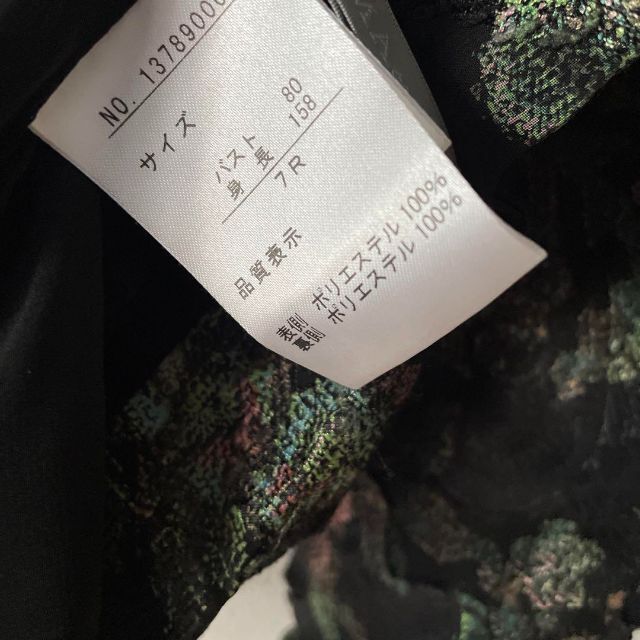 NO. 13789000
サイズ
バスト 80
身長 158
7R
品質表示
表側 ポリエステル 100%
裏側 ポリエステル 100%